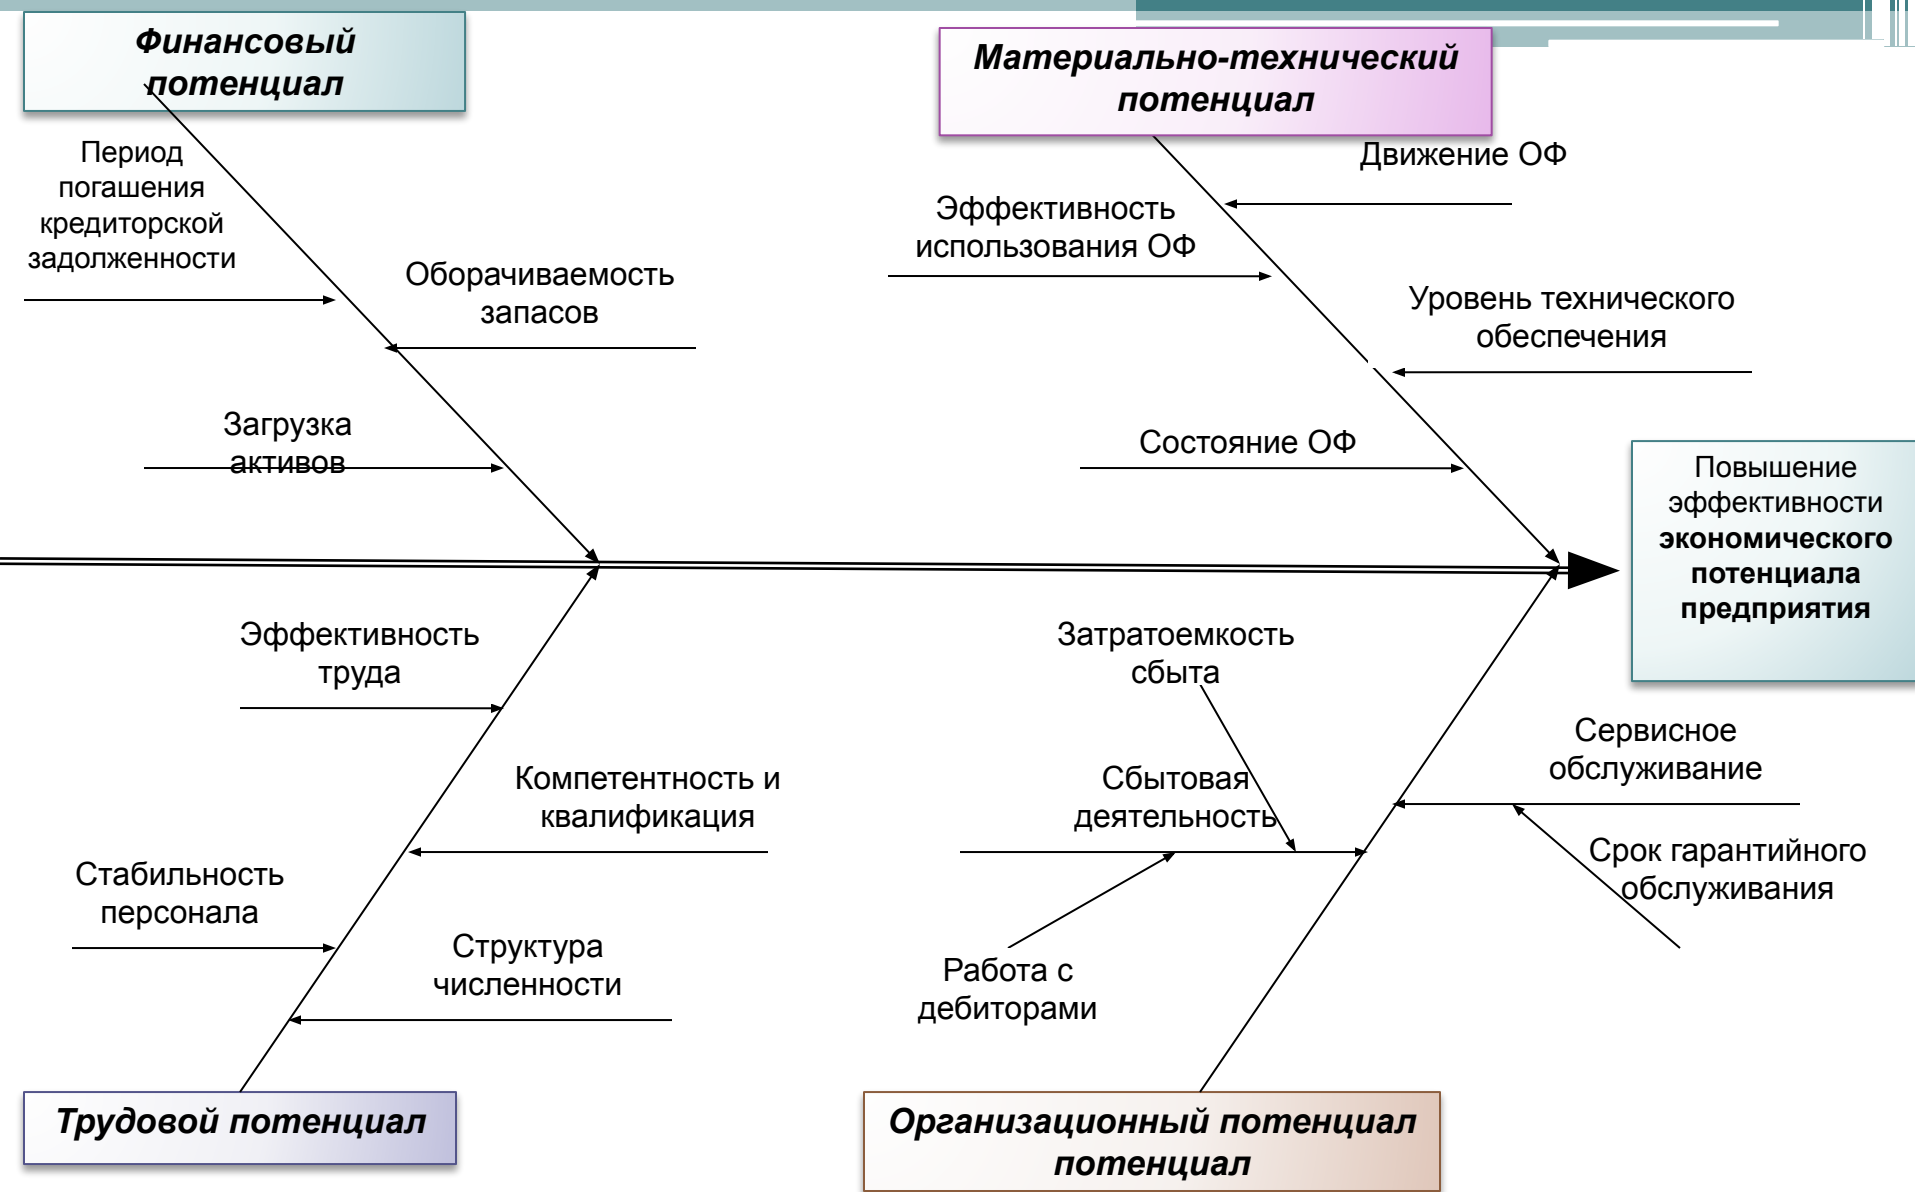 Финансовый
потенциал
Материально-технический
потенциал
Период
погашения
кредиторской
задолженности
Движение ОФ
Эффективность
использования ОФ
Оборачиваемость
запасов
Уровень технического
обеспечения
Загрузка
активов
Состояние ОФ
Повышение
эффективности
экономического
потенциала
предприятия
Эффективность
труда
Затратоемкость
сбыта
Сервисное
обслуживание
Компетентность и
квалификация
Сбытовая
деятельность
Срок гарантийного
обслуживания
Стабильность
персонала
Структура
численности
Работа с
дебиторами
Трудовой потенциал
Организационный потенциал
потенциал